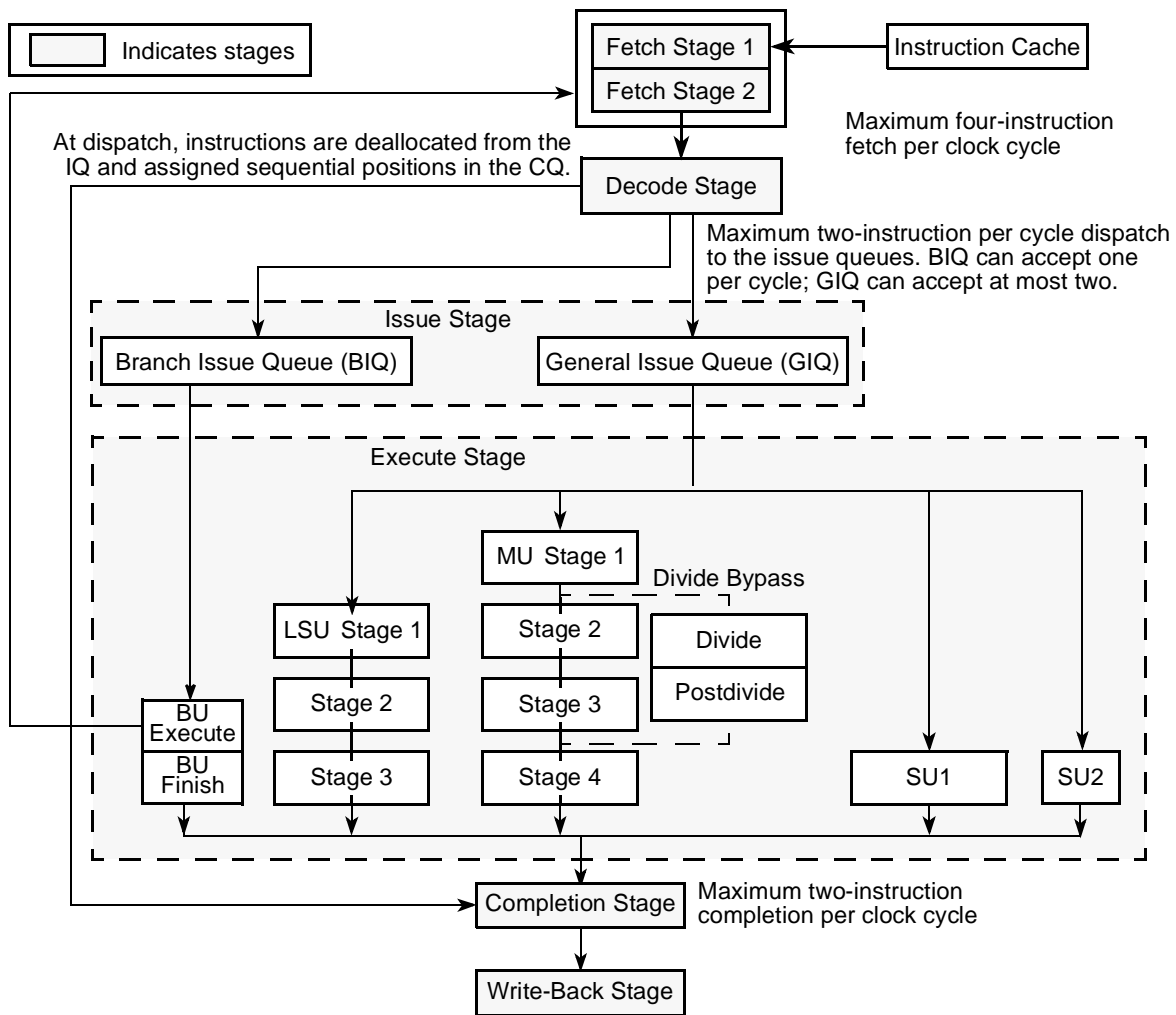 Indicates stages
Fetch Stage 1
Fetch Stage 2
Instruction Cache
Maximum four-instruction
fetch per clock cycle
At dispatch, instructions are deallocated from the
IQ and assigned sequential positions in the CQ.
Decode Stage
Maximum two-instruction per cycle dispatch
to the issue queues. BIQ can accept one
per cycle; GIQ can accept at most two.
Issue Stage
Branch Issue Queue (BIQ)
General Issue Queue (GIQ)
Execute Stage
MU Stage 1
Divide Bypass
LSU Stage 1
Stage 2
Divide
Postdivide
Stage 2
Stage 3
BU
Execute
BU
Finish
Stage 3
Stage 4
SU1
SU2
Completion Stage
Maximum two-instruction
completion per clock cycle
Write-Back Stage